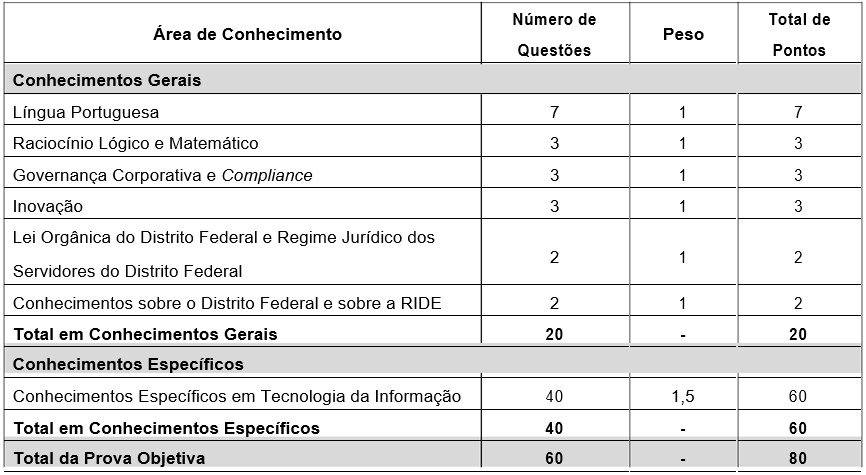 Área de Conhecimento Número de Questões Peso Total de Pontos
Conhecimentos Gerais
Língua Portuguesa 7 1 7
Raciocínio Lógico e Matemático 3 1 3
Governança Corporativa e Compliance 3 1 3
Inovação 3 1 3
Lei Orgânica do Distrito Federal e Regime Jurídico dos
Servidores do Distrito Federal 2 1 2
Conhecimentos sobre o Distrito Federal e sobre a RIDE 2 1 2
Total em Conhecimentos Gerais 20 - 20
Conhecimentos Específicos
Conhecimentos Específicos em Tecnologia da Informação 40 1,5 60
Total em Conhecimentos Específicos 40 - 60
Total da Prova Objetiva 60 - 80